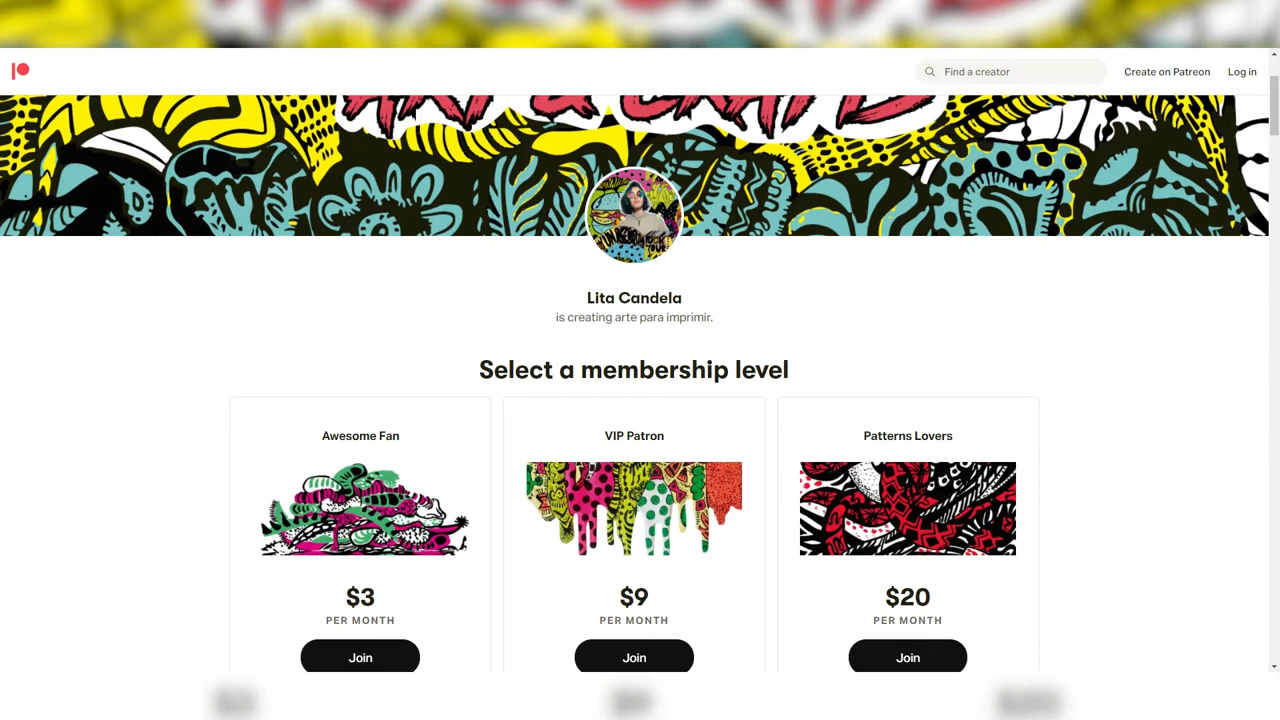 Find a creator
Create on Patreon
Log in
Lita Candela
is creating arte para imprimir.
Select a membership level
Awesome Fan
VIP Patron
Patterns Lovers
$3
$9
$20
PER MONTH
PER MONTH
PER MONTH
Join
Join
Join